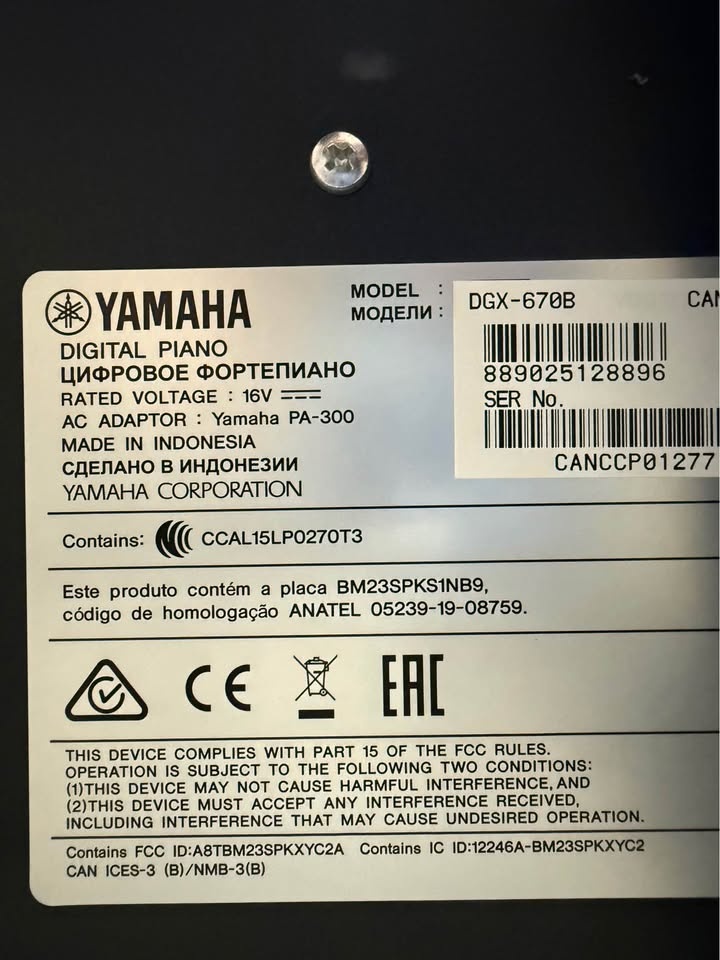 YAMAHA
DIGITAL PIANO
ЦИФРОВОЕ ФОРТЕПИАНО
RATED VOLTAGE : 16V
AC ADAPTOR : Yamaha PA-300
MADE IN INDONESIA
СДЕЛАНО В ИНДОНЕЗИИ
YAMAHA CORPORATION
MODEL :
МОДЕЛИ :
DGX-670B
889025128896
SER No.
CANCCP01277
Contains: CCAL15LP0270T3
Este produto contém a placa BM23SPKS1NB9,
código de homologação ANATEL 05239-19-08759.
CE EAC
THIS DEVICE COMPLIES WITH PART 15 OF THE FCC RULES.
OPERATION IS SUBJECT TO THE FOLLOWING TWO CONDITIONS:
(1)THIS DEVICE MAY NOT CAUSE HARMFUL INTERFERENCE,AND
(2)THIS DEVICE MUST ACCEPT ANY INTERFERENCE RECEIVED,
INCLUDING INTERFERENCE THAT MAY CAUSE UNDESIRED OPERATION.
Contains FCC ID:A8TBM23SPKXYC2A Contains IC ID:12246A-BM23SPKXYC2
CAN ICES-3 (B)/NMB-3(B)